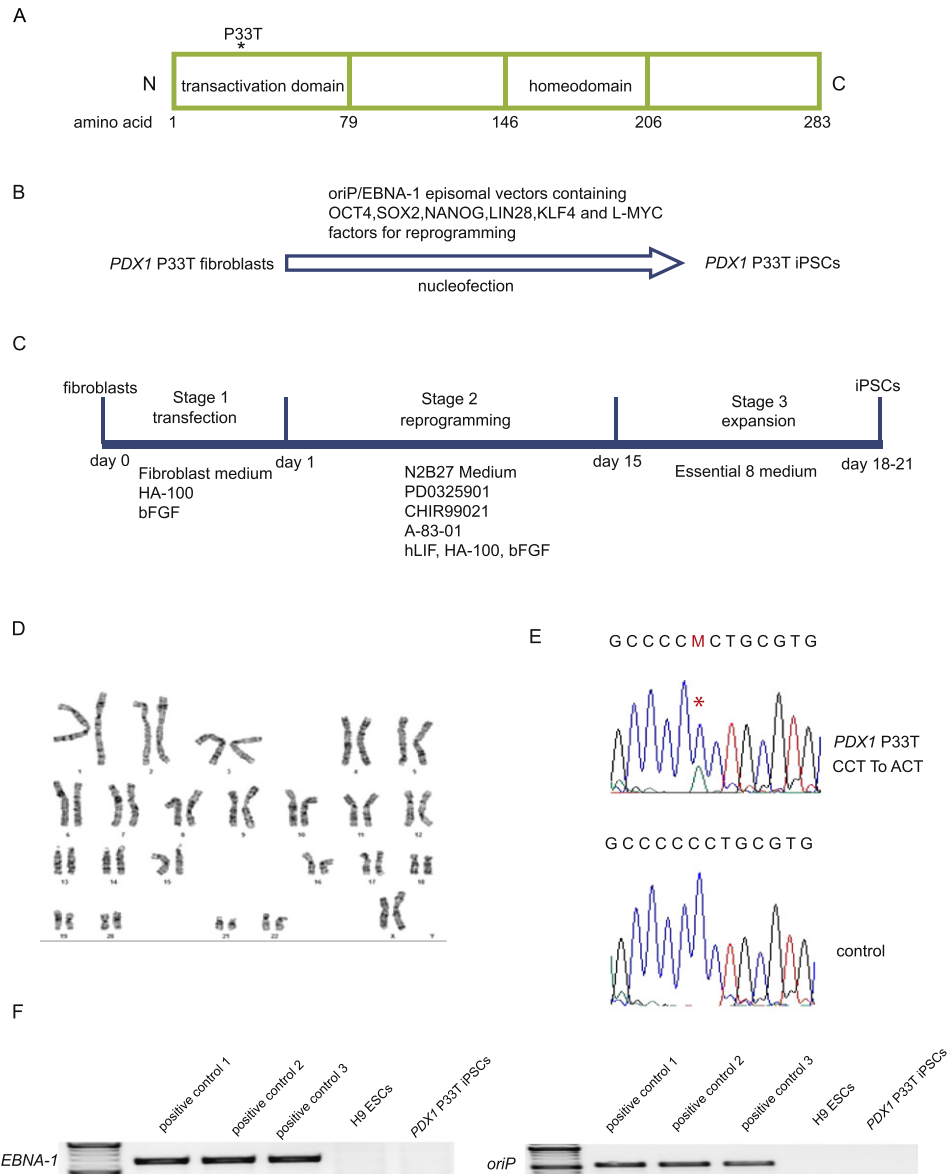 A
P33T
*
N
transactivation domain
homeodomain
C
amino acid
1
79
146
206
283
B
oriP/EBNA-1 episomal vectors containing
OCT4,SOX2,NANOG,LIN28,KLF4 and L-MYC
factors for reprogramming
PDX1 P33T fibroblasts
PDX1 P33T iPSCs
nucleofection
C
fibroblasts
Stage 1
transfection
Stage 2
reprogramming
Stage 3
expansion
iPSCs
day 0
day 1
day 15
day 18-21
Fibroblast medium
HA-100
bFGF
N2B27 Medium
PD0325901
CHIR99021
A-83-01
hLIF, HA-100, bFGF
Essential 8 medium
D
1 2 3 4 5
6 7 8 9 10 11 12
13 14 15 16 17 18
19 20 21 22 X Y
E
G C C C C M C T G C G T G
*
PDX1 P33T
CCT To ACT
G C C C C C C T G C G T G
control
F
positive control 1
positive control 2
positive control 3
H9 ESCs
PDX1 P33T iPSCs
EBNA-1
positive control 1
positive control 2
positive control 3
H9 ESCs
PDX1 P33T iPSCs
oriP